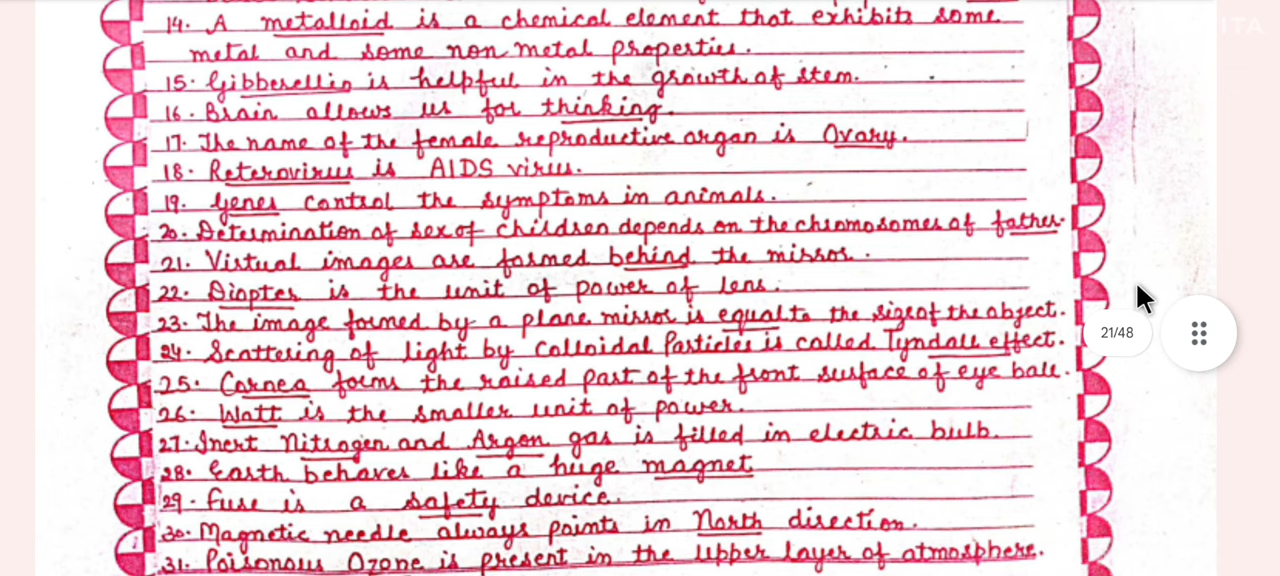 14. A metalloid is a chemical element that exhibits some
metal and some non metal properties.
15. Gibberellin is helpful in the growth of stem.
16. Brain allows us for thinking.
17. The name of the female reproductive organ is Ovary.
18. Reterovirus is AIDS virus.
19. Genes control the symptoms in animals.
20. Determination of sex of children depends on the chromosomes of father.
21. Virtual images are formed behind the mirror.
22. Diopter is the unit of power of lens.
23. The image formed by a plane mirror is equal to the size of the object.
24. Scattering of light by Colloidal Particles is called Tyndall effect.
25. Cornea forms the raised part of the front surface of eye ball.
26. Watt is the smaller unit of power.
27. Inert Nitrogen and Argon gas is filled in electric bulb.
28. Earth behaves like a huge magnet
29. Fuse is a safety device.
30. Magnetic needle always points in North direction.
31. Poisonous Ozone is present in the upper layer of atmosphere.
21/48